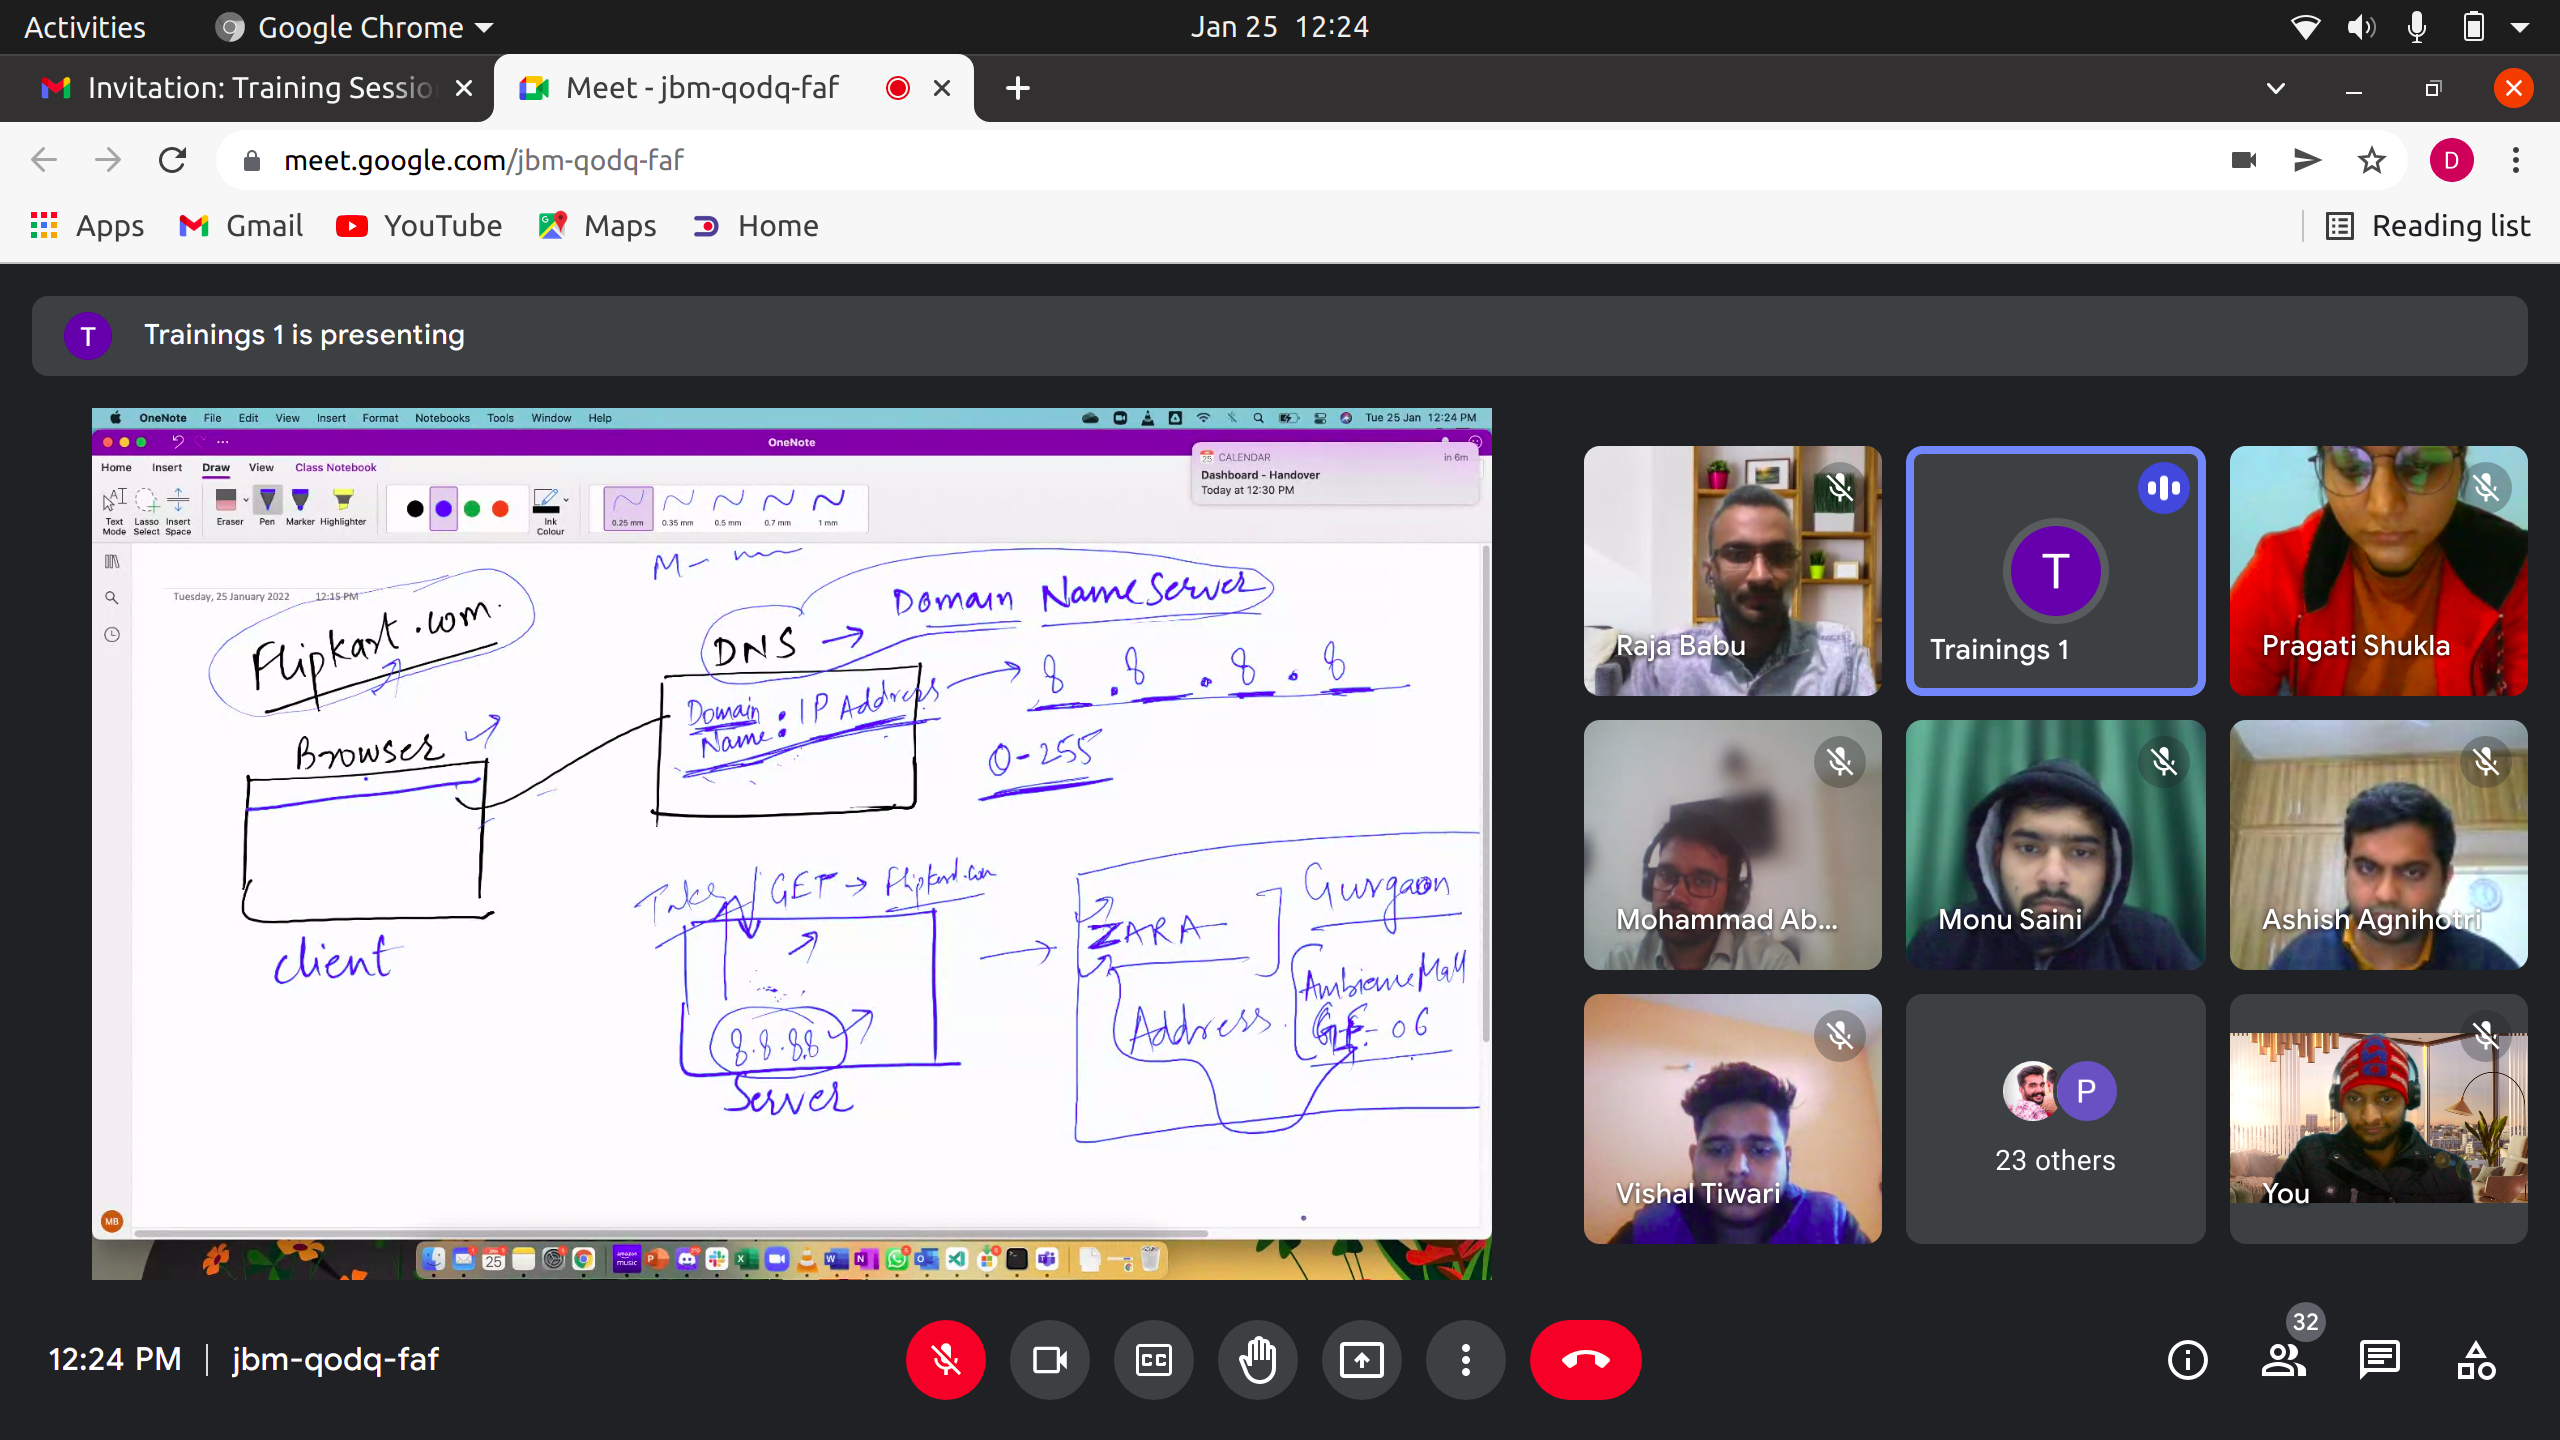 Activities
Google Chrome
Jan 25 12:24
Invitation: Training Sessio
Meet - jbm-qodq-faf
meet.google.com/jbm-qodq-faf
D
Apps
Gmail
YouTube
Maps
Home
Reading list
T
Trainings 1 is presenting
OneNote File Edit View Insert Format Notebooks Tools Window Help
Tue 25 Jan 12:24 PM
OneNote
Home Insert Draw View Class Notebook
CALENDAR
in 6m
Dashboard - Handover
Today at 12:30 PM
Text Mode
Lasso Select
Insert Space
Eraser
Pen
Marker
Highlighter
Ink Colour
0.25 mm
0.35 mm
0.5 mm
0.7 mm
1 mm
Tuesday, 25 January 2022 12:15 PM
Flipkart.com
DNS → Domain Name Server
Domain Name : IP Address → 8.8.8.8
0-255
Browser
client
Take / GET → Flipkart.com
8.8.8.8
Server
ZARA
Gurgaon
Address
Ambience Mall
GF-06
MB
Raja Babu
T
Trainings 1
Pragati Shukla
Mohammad Ab...
Monu Saini
Ashish Agnihotri
Vishal Tiwari
P
23 others
You
12:24 PM | jbm-qodq-faf
32